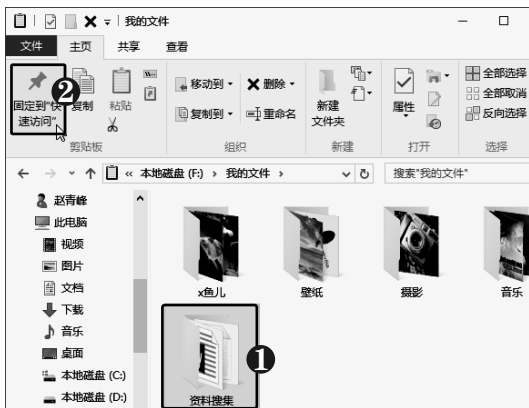 我的文件
文件 主页 共享 查看
固定到"快速访问"
2
复制
粘贴
移动到
复制到
删除
重命名
新建
文件夹
属性
全部选择
全部取消
反向选择
剪贴板 组织 新建 打开 选择
« 本地磁盘 (F:) › 我的文件 ›
搜索"我的文件"
赵青峰
此电脑
视频
图片
文档
下载
音乐
桌面
本地磁盘 (C:)
本地磁盘 (D:)
x鱼儿 壁纸 摄影 音乐
1
资料搜集